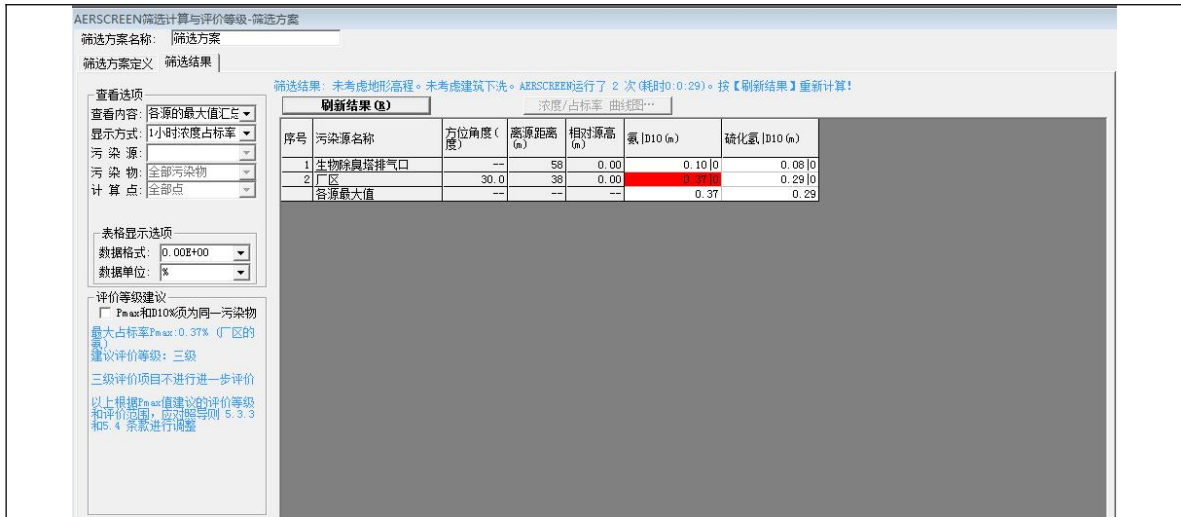 AERSCREEN筛选计算与评价等级-筛选方案
筛选方案名称: 筛选方案
筛选方案定义 筛选结果
筛选结果: 未考虑地形高程。未考虑建筑下洗。AERSCREEN运行了 2 次(耗时0:0:29)。按【刷新结果】重新计算!
查看选项
查看内容: 各源的最大值汇总
显示方式: 1小时浓度占标率
污 染 源:
污 染 物: 全部污染物
计 算 点: 全部点
刷新结果(R) 浓度/占标率 曲线图…
序号 污染源名称 方位角度(度) 离源距离(m) 相对源高(m) 氨|D10(m) 硫化氢|D10(m)
1 生物除臭塔排气口 -- 58 0.00 0.10|0 0.08|0
2 厂区 30.0 38 0.00 0.37|0 0.29|0
各源最大值 -- -- -- 0.37 0.29
表格显示选项
数据格式: 0.00E+00
数据单位: %
评价等级建议
Pmax和D10%须为同一污染物
最大占标率Pmax:0.37% (厂区的
氨)
建议评价等级: 三级
三级评价项目不进行进一步评价
以上根据Pmax值建议的评价等级
和评价范围,应对照导则 5.3.3
和5.4 条款进行调整